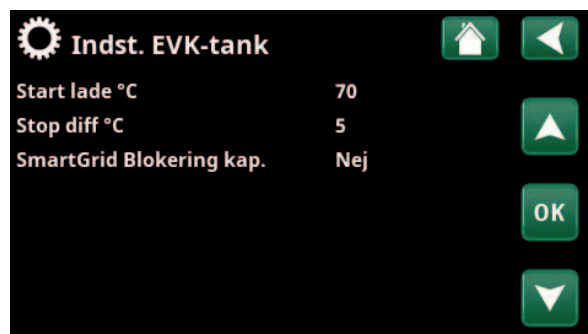 Indst. EVK-tank
Start lade °C 70
Stop diff °C 5
SmartGrid Blokering kap. Nej
OK